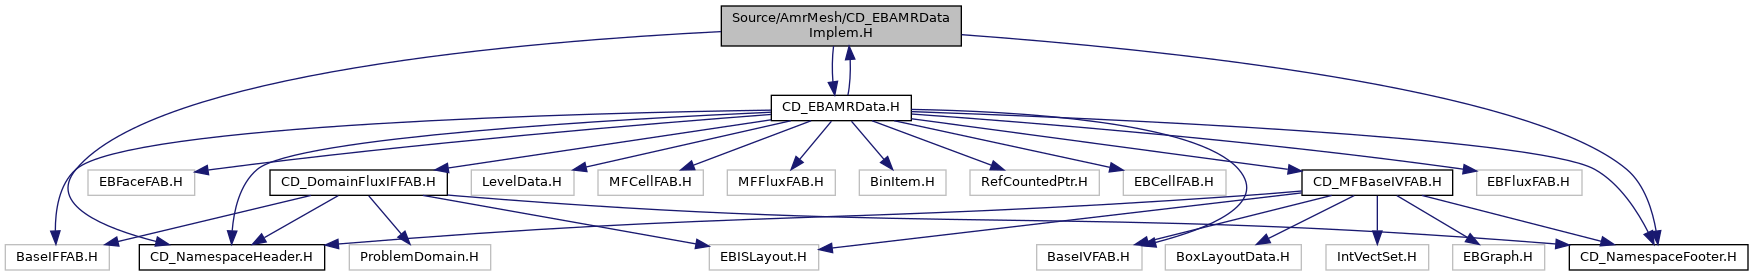 Source/AmrMesh/CD_EBAMRData
Implem.H
CD_EBAMRData.H
EBFaceFAB.H
CD_DomainFluxIFFAB.H
LevelData.H
MFCellFAB.H
MFFluxFAB.H
BinItem.H
RefCountedPtr.H
EBCellFAB.H
CD_MFBaseIVFAB.H
EBFluxFAB.H
BaseIFFAB.H
CD_NamespaceHeader.H
ProblemDomain.H
EBISLayout.H
BaseIVFAB.H
BoxLayoutData.H
IntVectSet.H
EBGraph.H
CD_NamespaceFooter.H